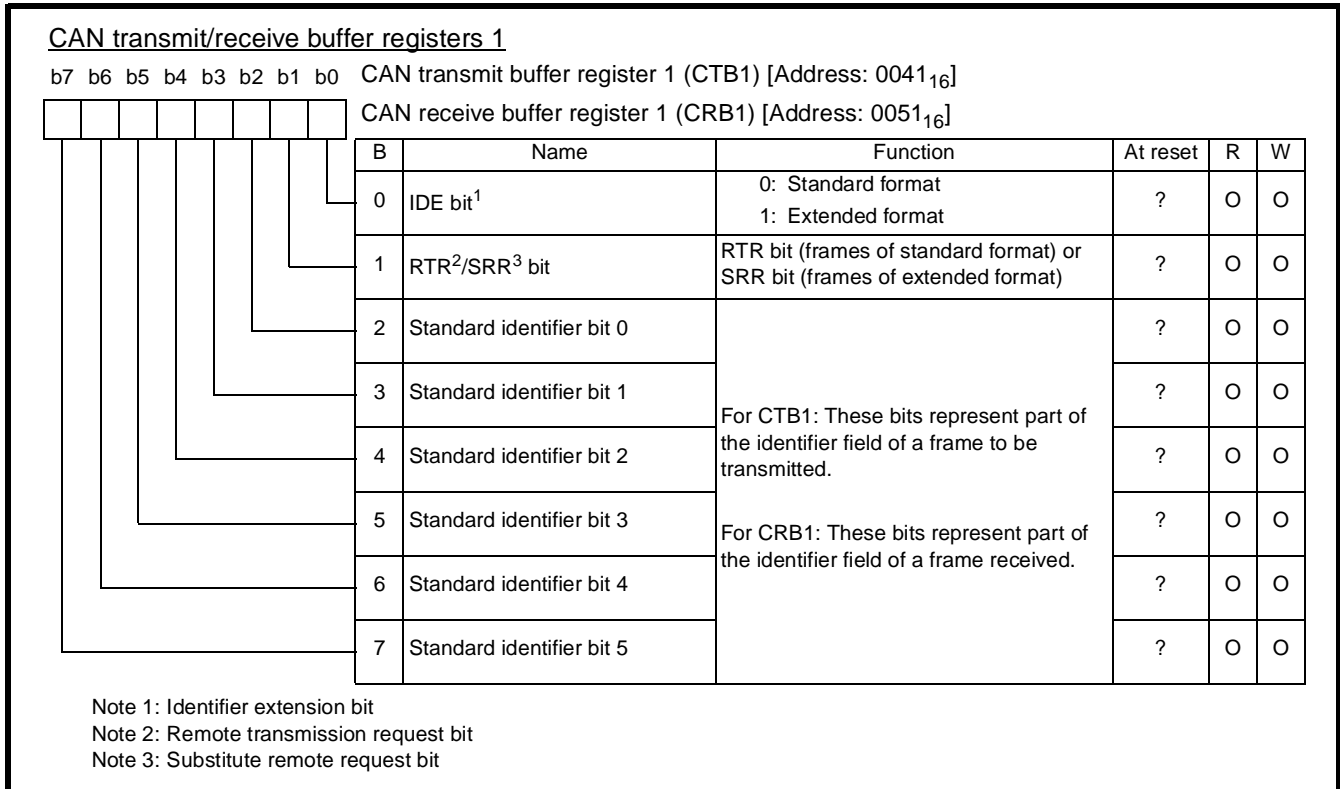 CAN transmit/receive buffer registers 1
b7 b6 b5 b4 b3 b2 b1 b0 CAN transmit buffer register 1 (CTB1) [Address: 0041₁₆]
CAN receive buffer register 1 (CRB1) [Address: 0051₁₆]
B Name Function At reset R W
0 IDE bit¹ 0: Standard format ? O O
1: Extended format
1 RTR²/SRR³ bit RTR bit (frames of standard format) or ? O O
SRR bit (frames of extended format)
2 Standard identifier bit 0 ? O O
3 Standard identifier bit 1 ? O O
For CTB1: These bits represent part of
4 Standard identifier bit 2 the identifier field of a frame to be ? O O
transmitted.
5 Standard identifier bit 3 ? O O
For CRB1: These bits represent part of
the identifier field of a frame received.
6 Standard identifier bit 4 ? O O
7 Standard identifier bit 5 ? O O
Note 1: Identifier extension bit
Note 2: Remote transmission request bit
Note 3: Substitute remote request bit